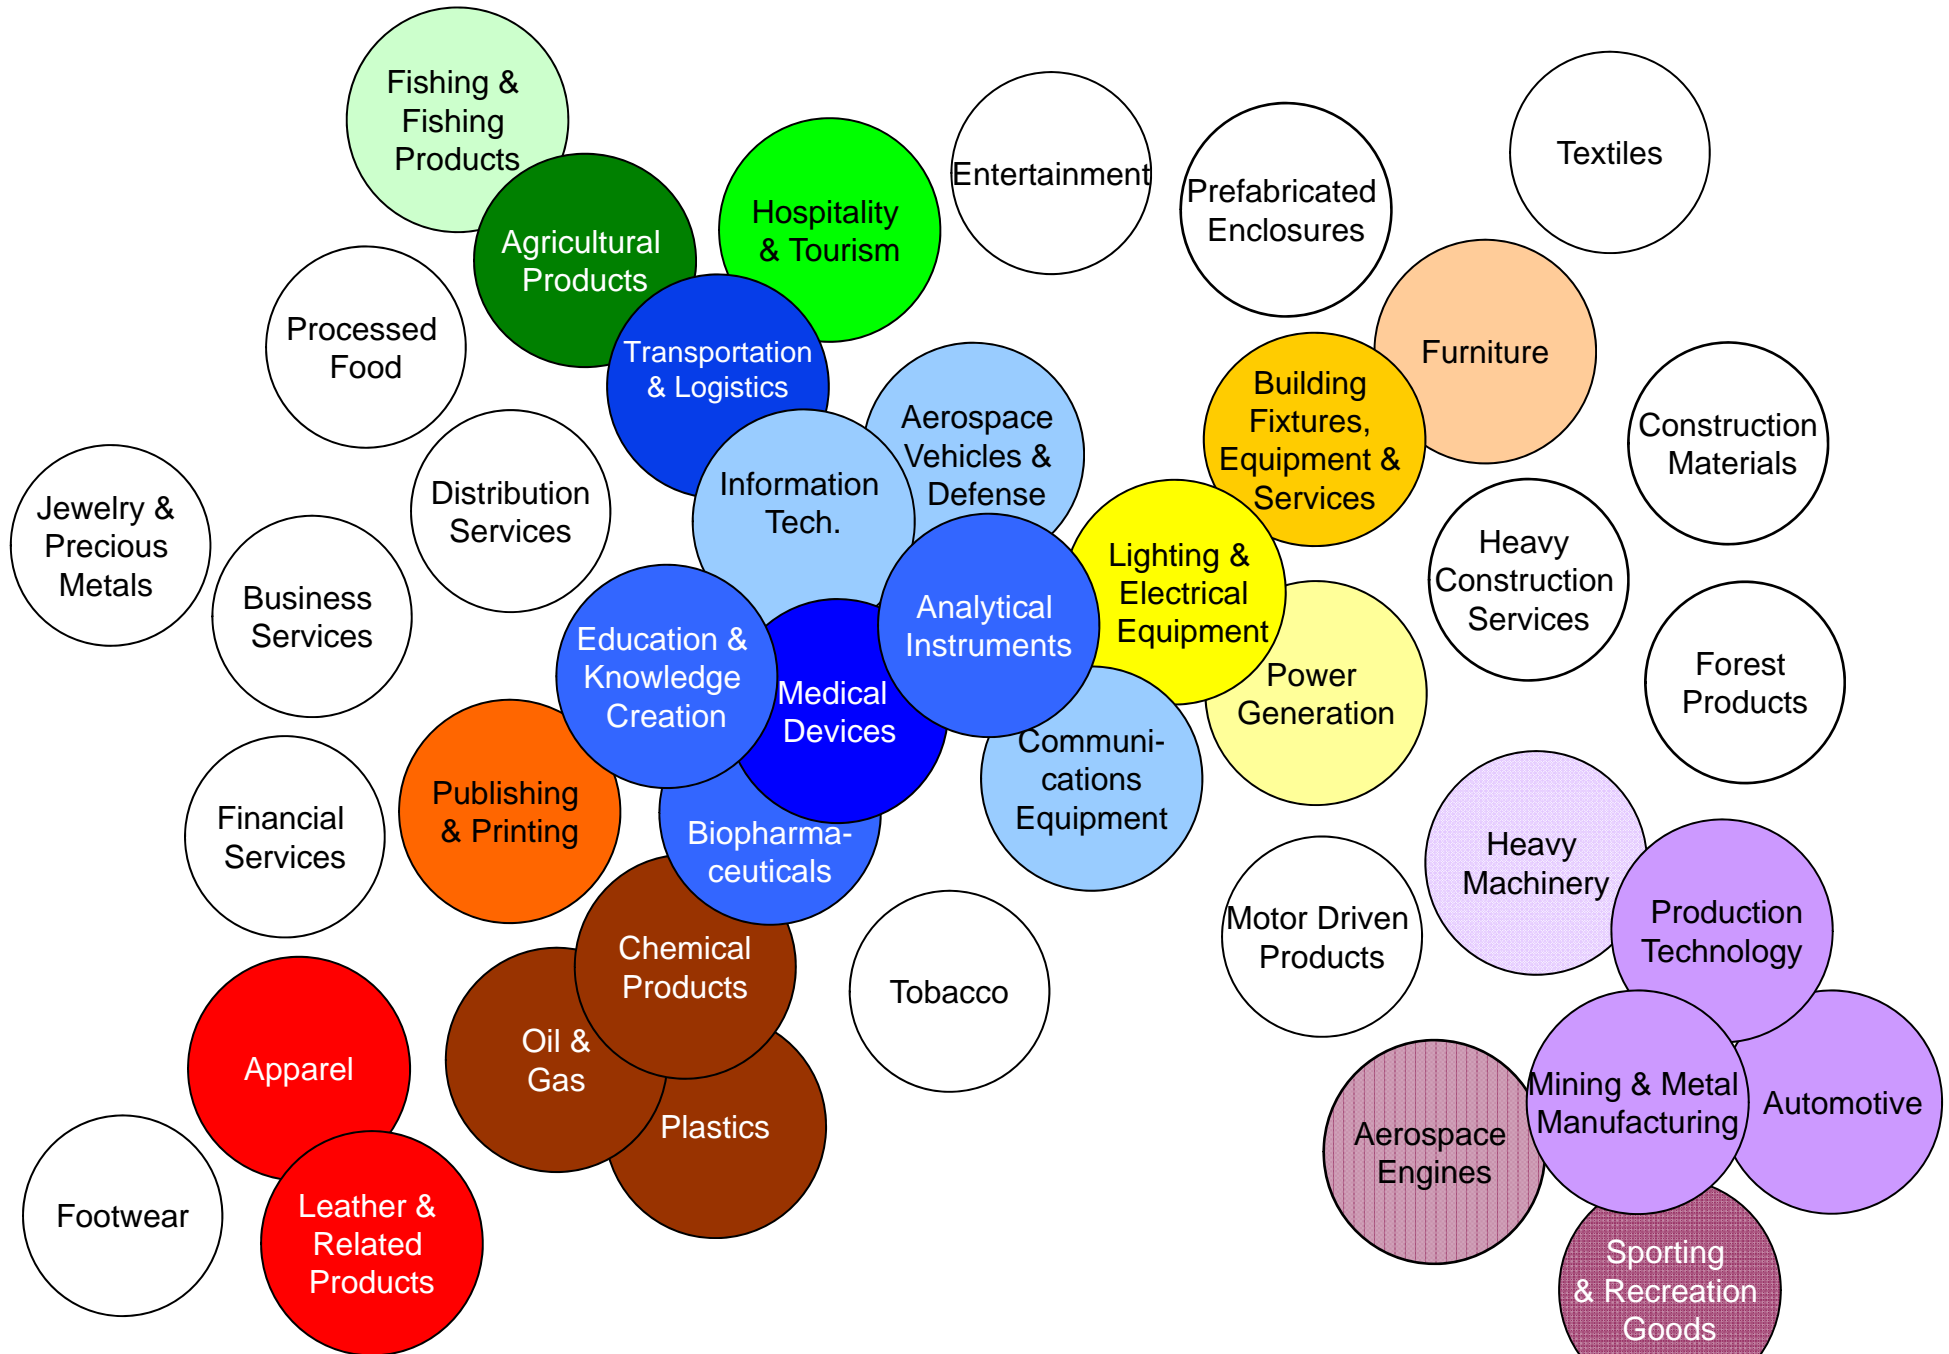 Fishing &
Fishing
Products
Agricultural
Products
Hospitality
& Tourism
Entertainment
Prefabricated
Enclosures
Textiles
Processed
Food
Transportation
& Logistics
Aerospace
Vehicles &
Defense
Building
Fixtures,
Equipment &
Services
Furniture
Construction
Materials
Jewelry &
Precious
Metals
Business
Services
Distribution
Services
Information
Tech.
Education &
Knowledge
Creation
Medical
Devices
Analytical
Instruments
Lighting &
Electrical
Equipment
Power
Generation
Heavy
Construction
Services
Forest
Products
Financial
Services
Publishing
& Printing
Biopharma-
ceuticals
Communi-
cations
Equipment
Heavy
Machinery
Production
Technology
Motor Driven
Products
Chemical
Products
Tobacco
Oil &
Gas
Plastics
Apparel
Footwear
Leather &
Related
Products
Aerospace
Engines
Mining & Metal
Manufacturing
Automotive
Sporting
& Recreation
Goods